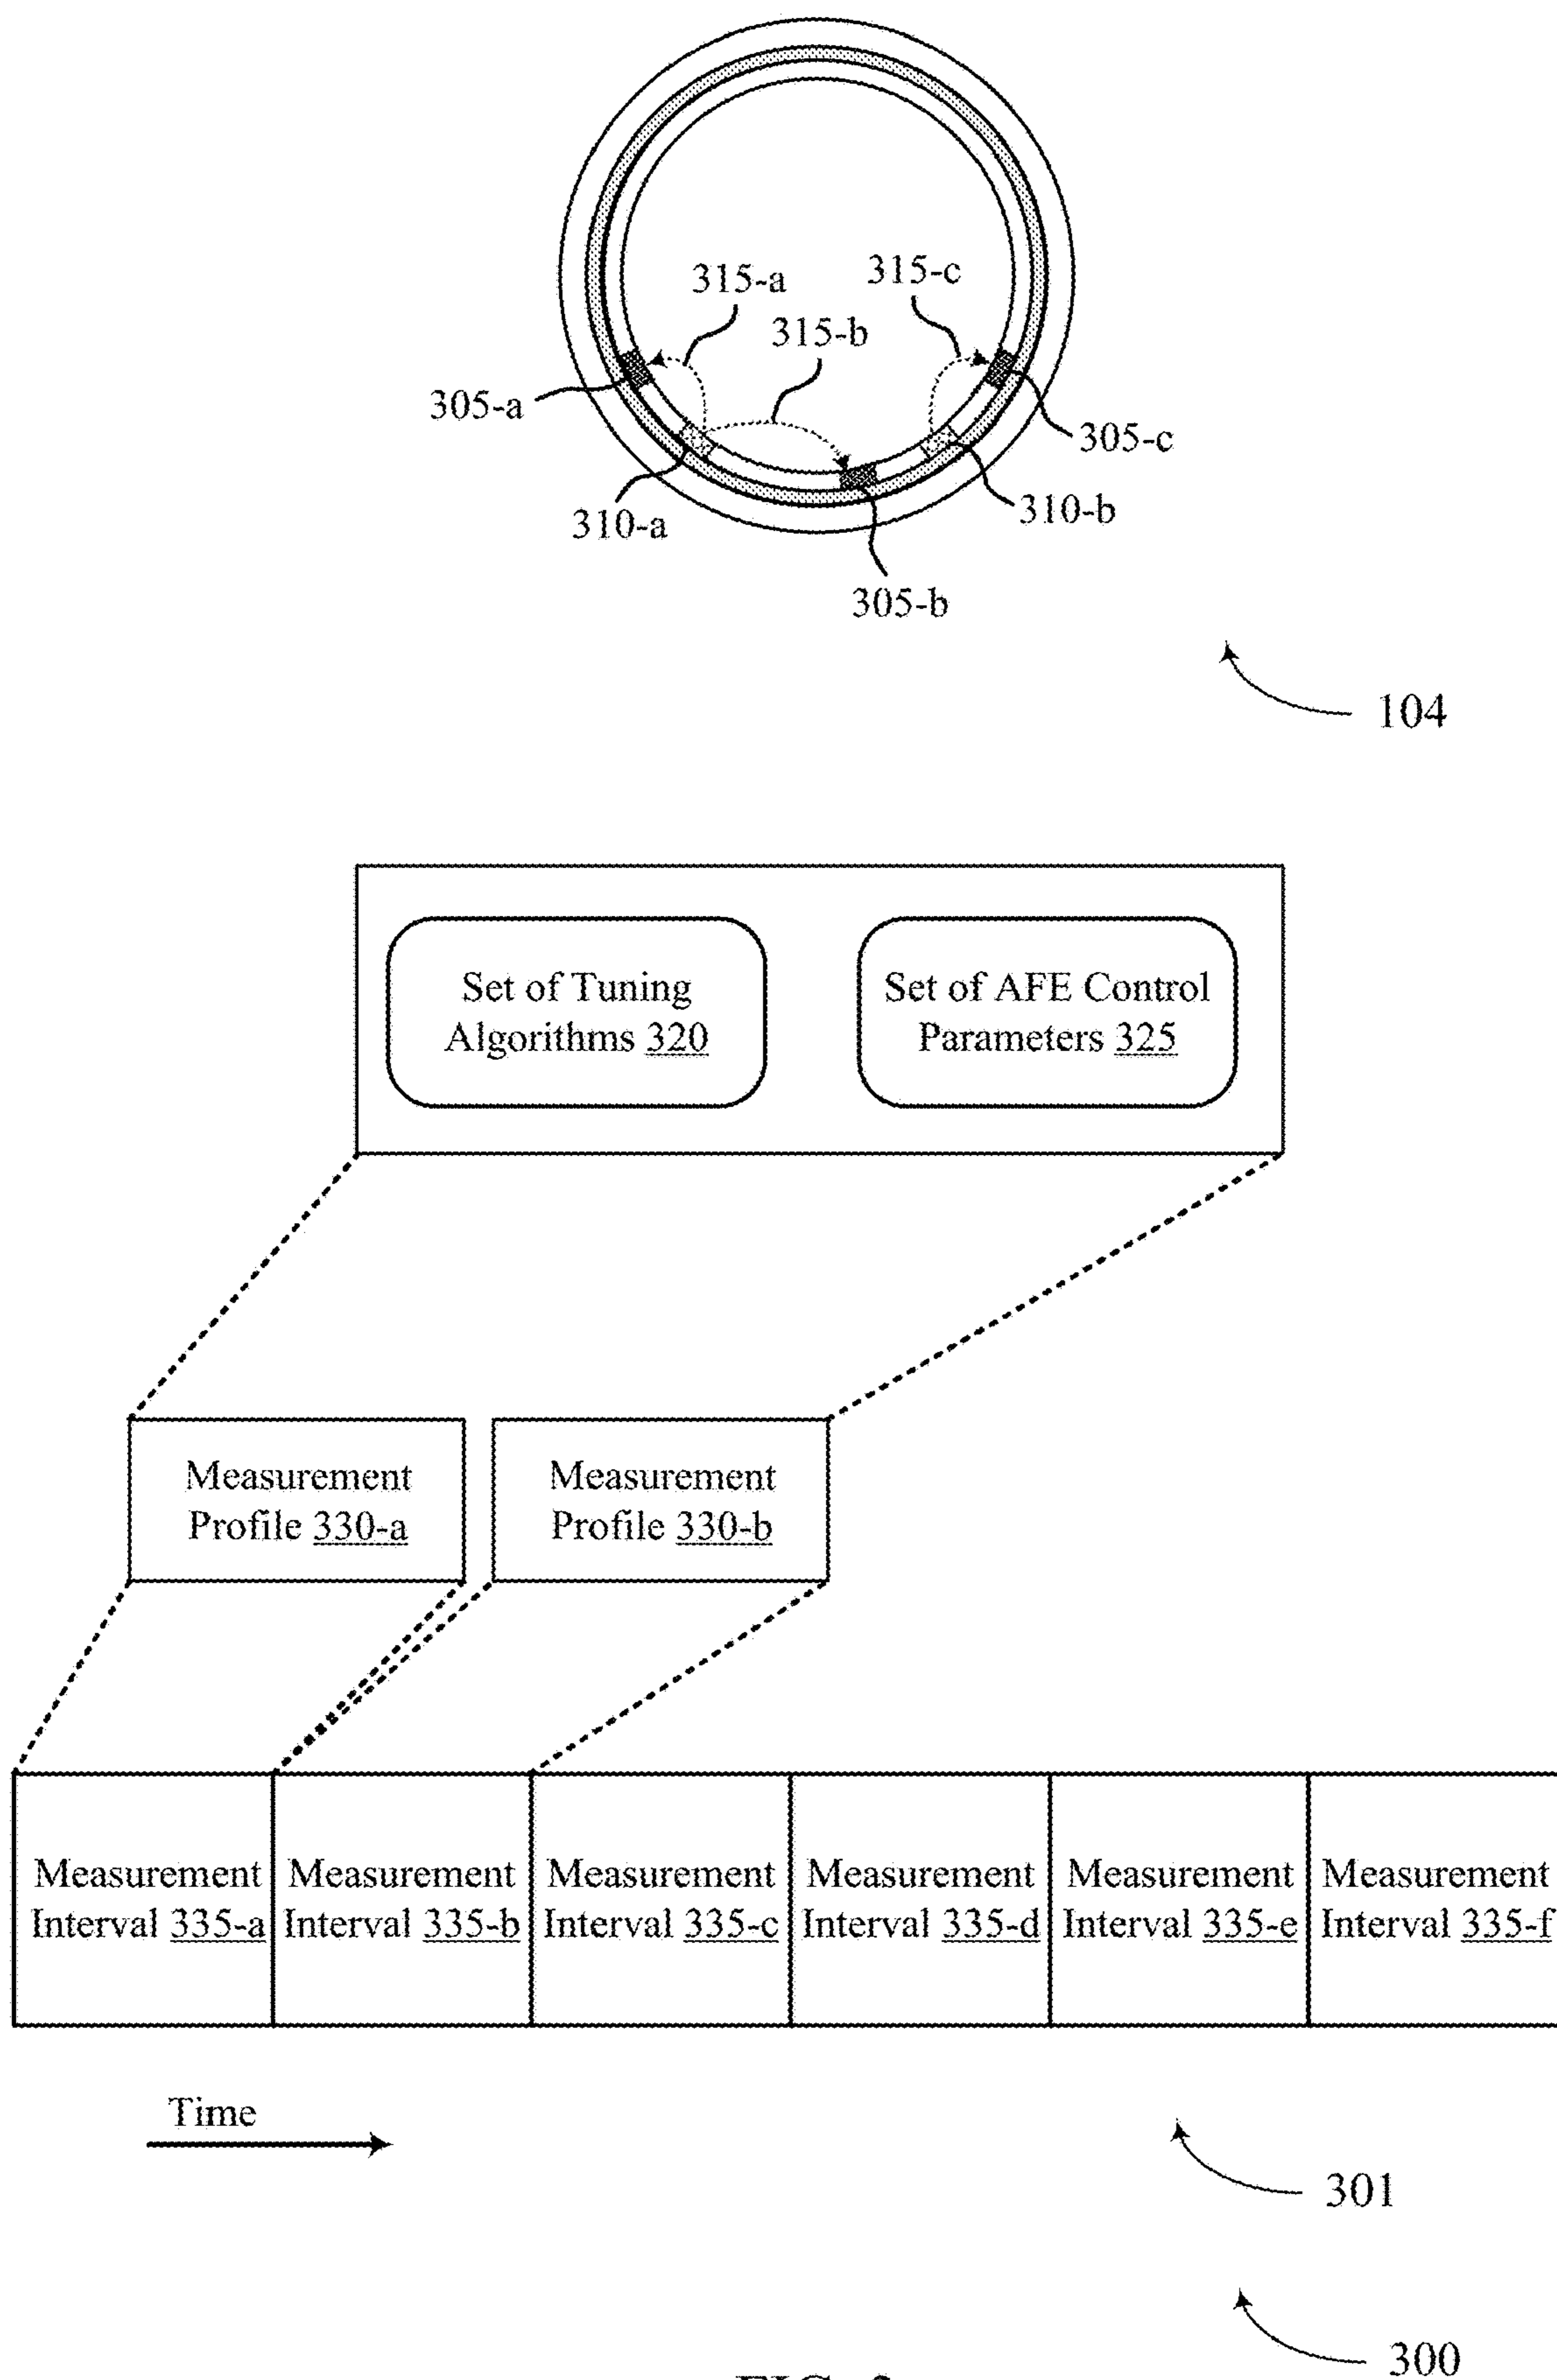 315-a
315-c
315-b
305-a
305-c
310-a
310-b
305-b
104
Set of Tuning
Algorithms 320
Set of AFE Control
Parameters 325
Measurement
Profile 330-a
Measurement
Profile 330-b
Measurement
Interval 335-a
Measurement
Interval 335-b
Measurement
Interval 335-c
Measurement
Interval 335-d
Measurement
Interval 335-e
Measurement
Interval 335-f
Time
301
300